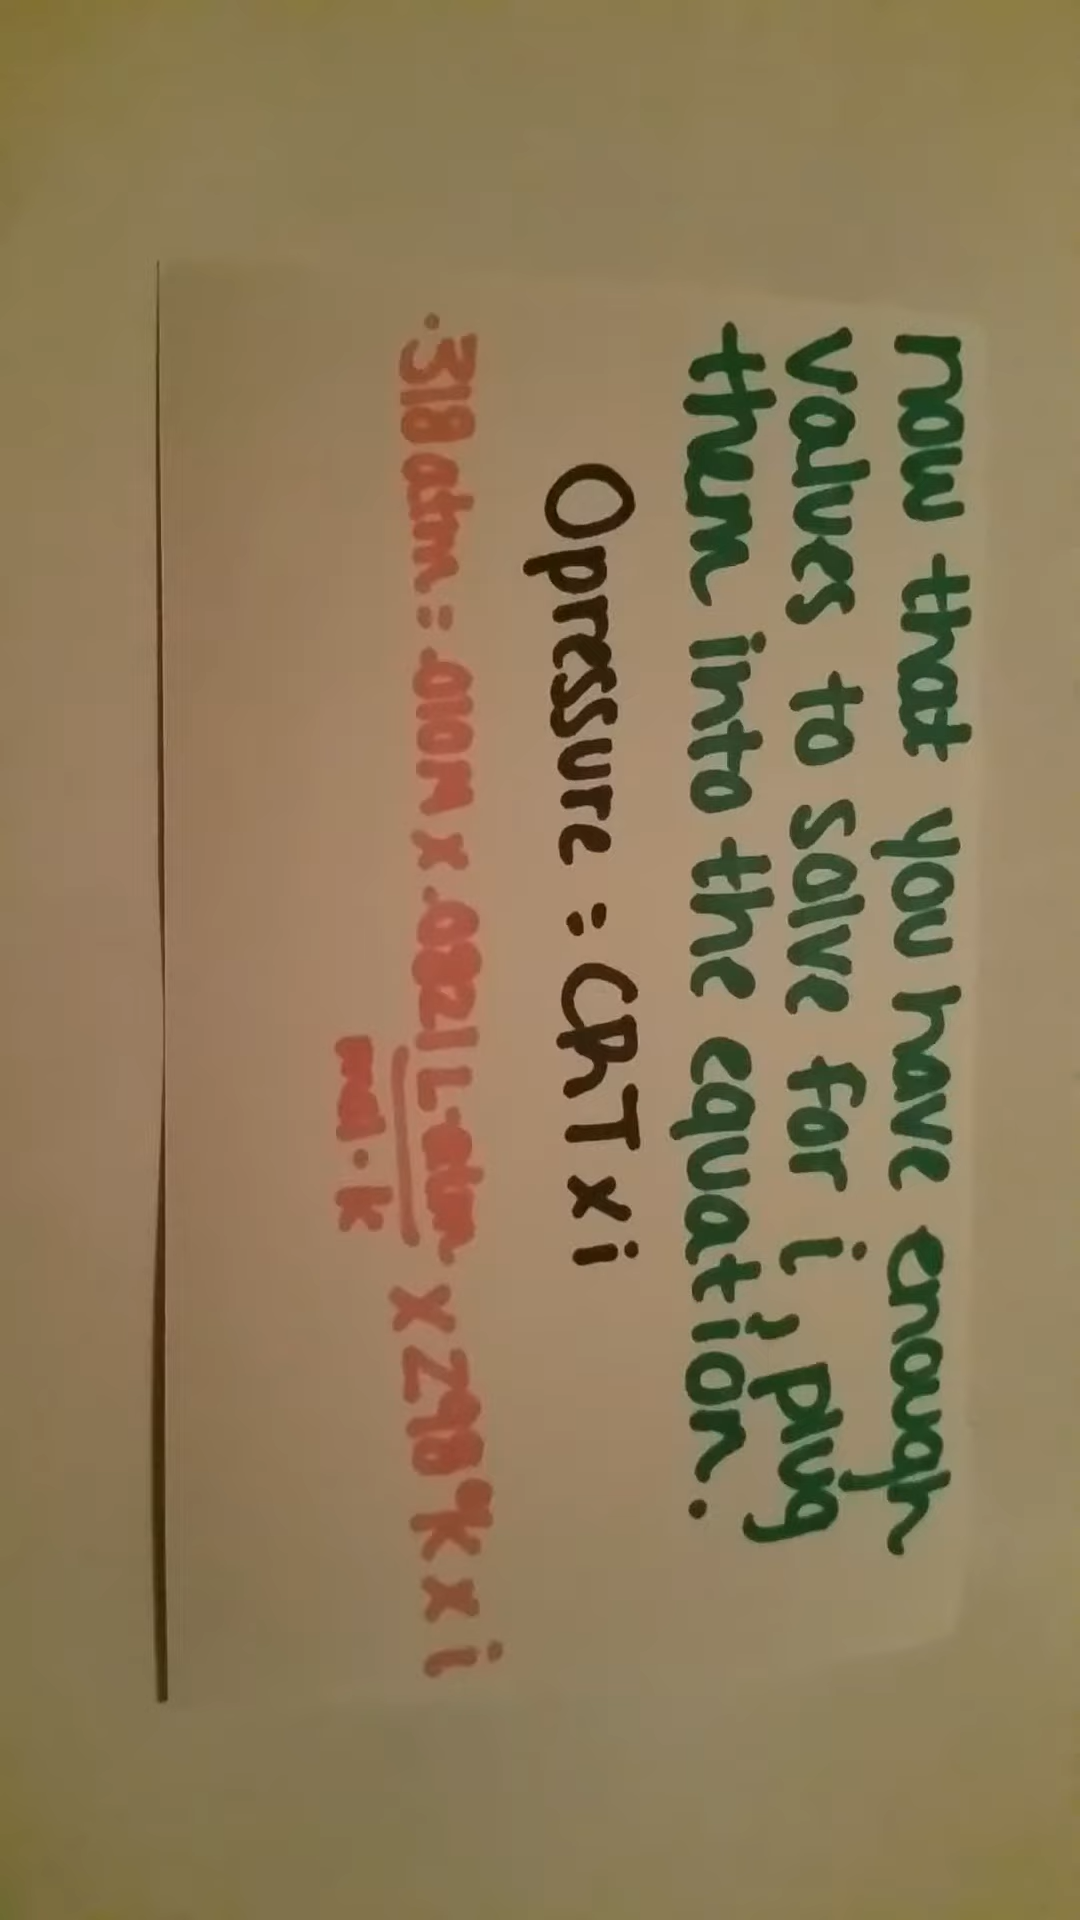 now that you have enough
values to solve for i, plug
them into the equation.
Opressure = CRT x i
.318 atm = .010M x .0821 L·atm x 298°K x i
mol·K